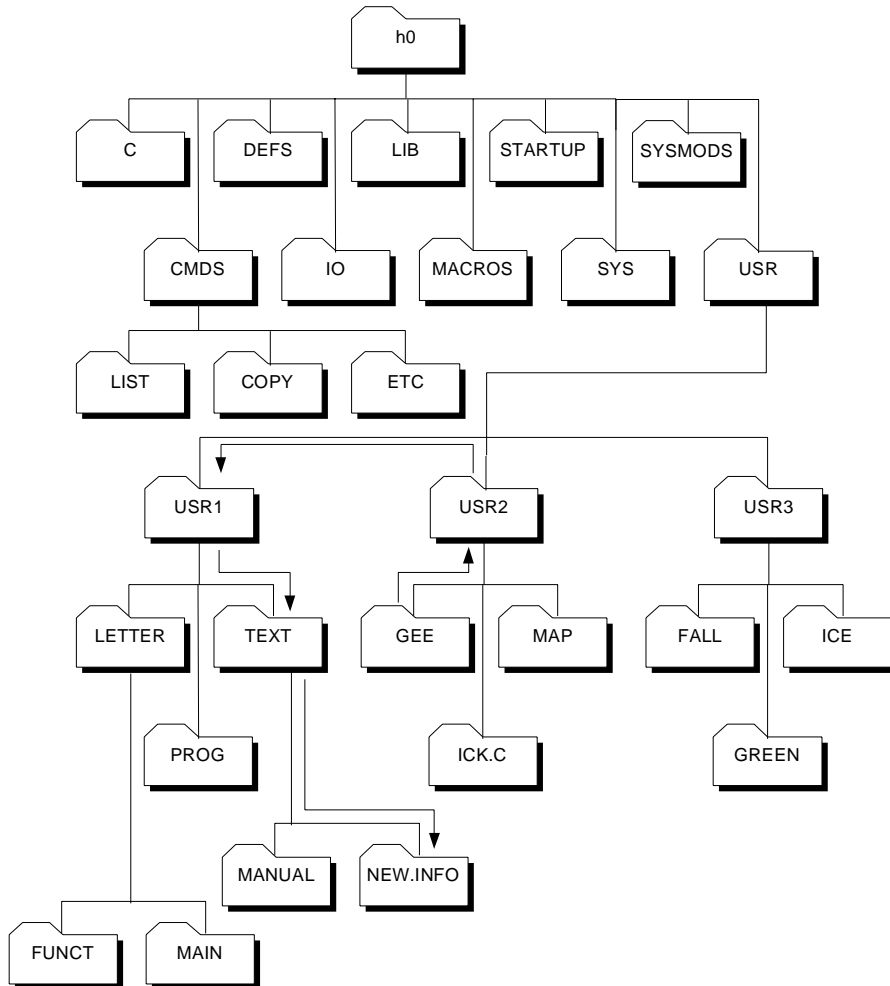 h0
C
DEFS
LIB
STARTUP
SYSMODS
CMDS
IO
MACROS
SYS
USR
LIST
COPY
ETC
USR1
USR2
USR3
LETTER
TEXT
GEE
MAP
FALL
ICE
PROG
ICK.C
GREEN
MANUAL
NEW.INFO
FUNCT
MAIN